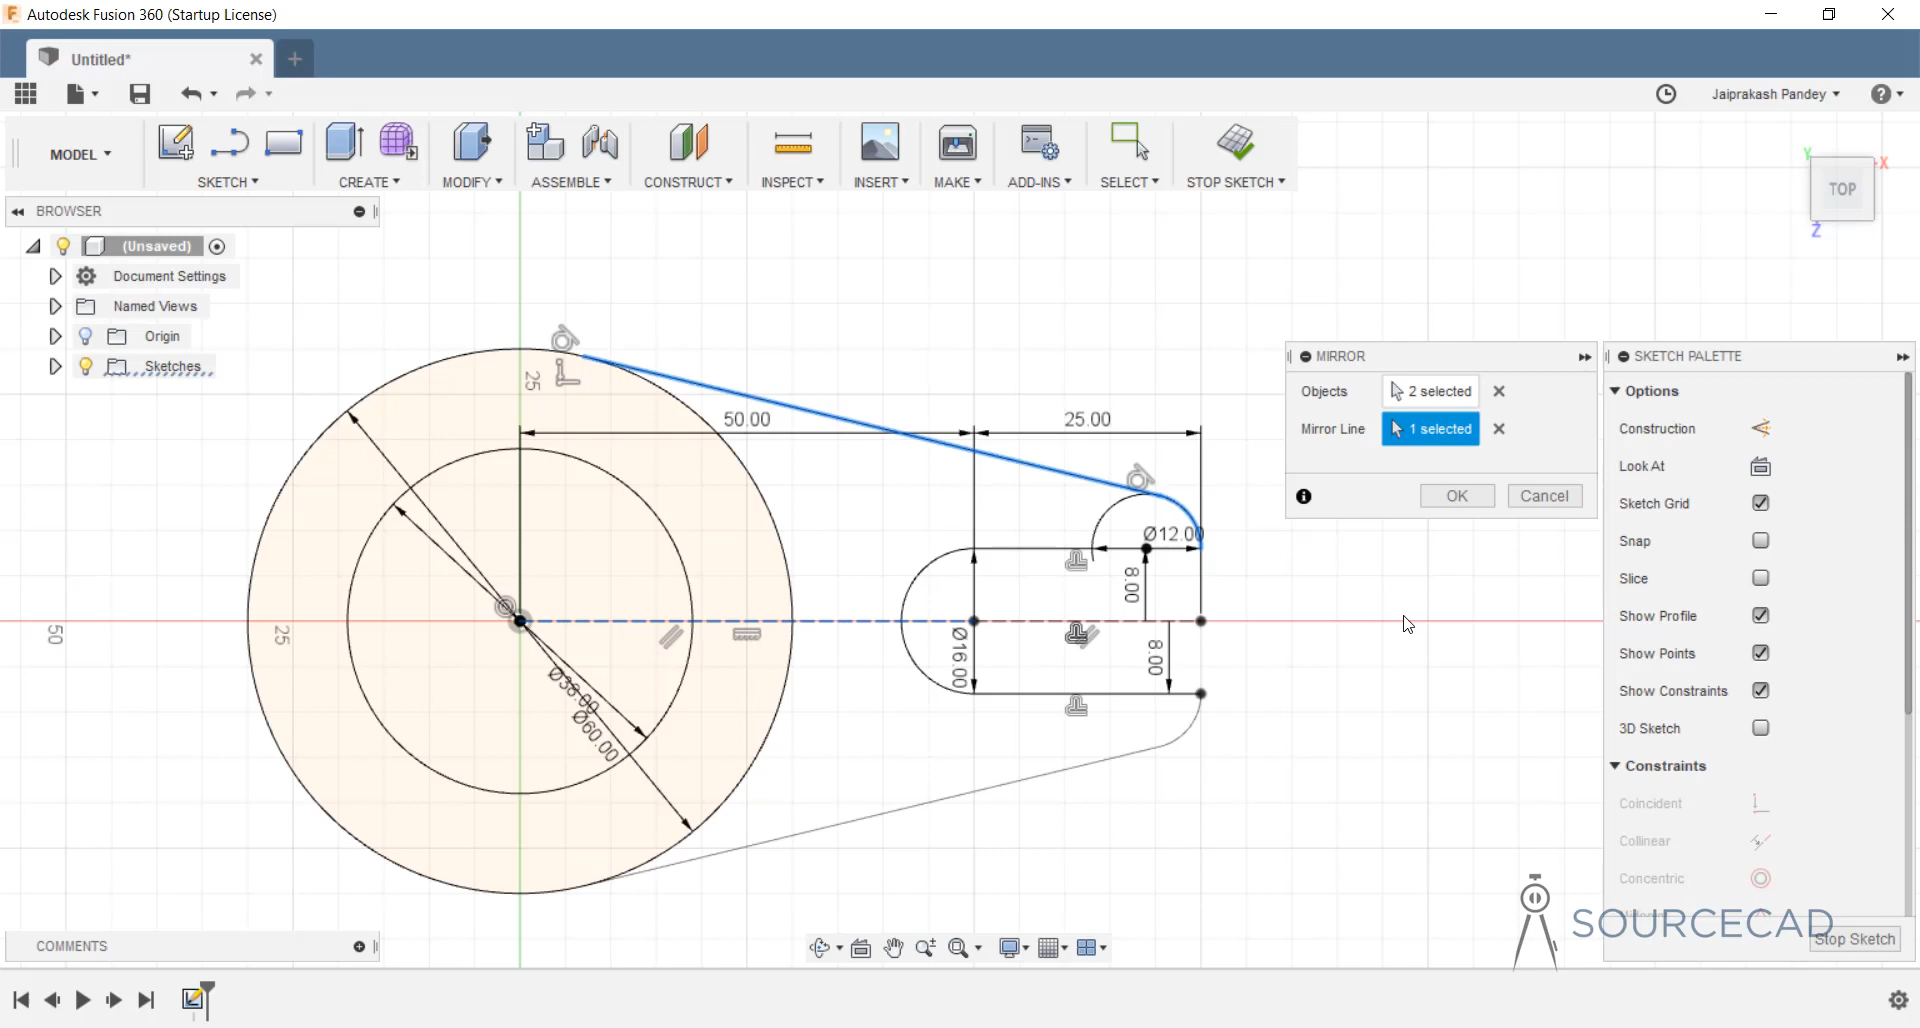 Autodesk Fusion 360 (Startup License)
Untitled*
Jaiprakash Pandey
MODEL
SKETCH CREATE MODIFY ASSEMBLE CONSTRUCT INSPECT INSERT MAKE ADD-INS SELECT STOP SKETCH
Y X
TOP
Z
BROWSER
(Unsaved)
Document Settings
Named Views
Origin
Sketches
MIRROR
Objects 2 selected
Mirror Line 1 selected
OK Cancel
SKETCH PALETTE
Options
Construction
Look At
Sketch Grid
Snap
Slice
Show Profile
Show Points
Show Constraints
3D Sketch
Constraints
Coincident
Collinear
Concentric
25
50.00 25.00
Ø12.00
8.00
50 25
Ø16.00 8.00
Ø38.00
Ø60.00
SOURCECAD
Stop Sketch
COMMENTS